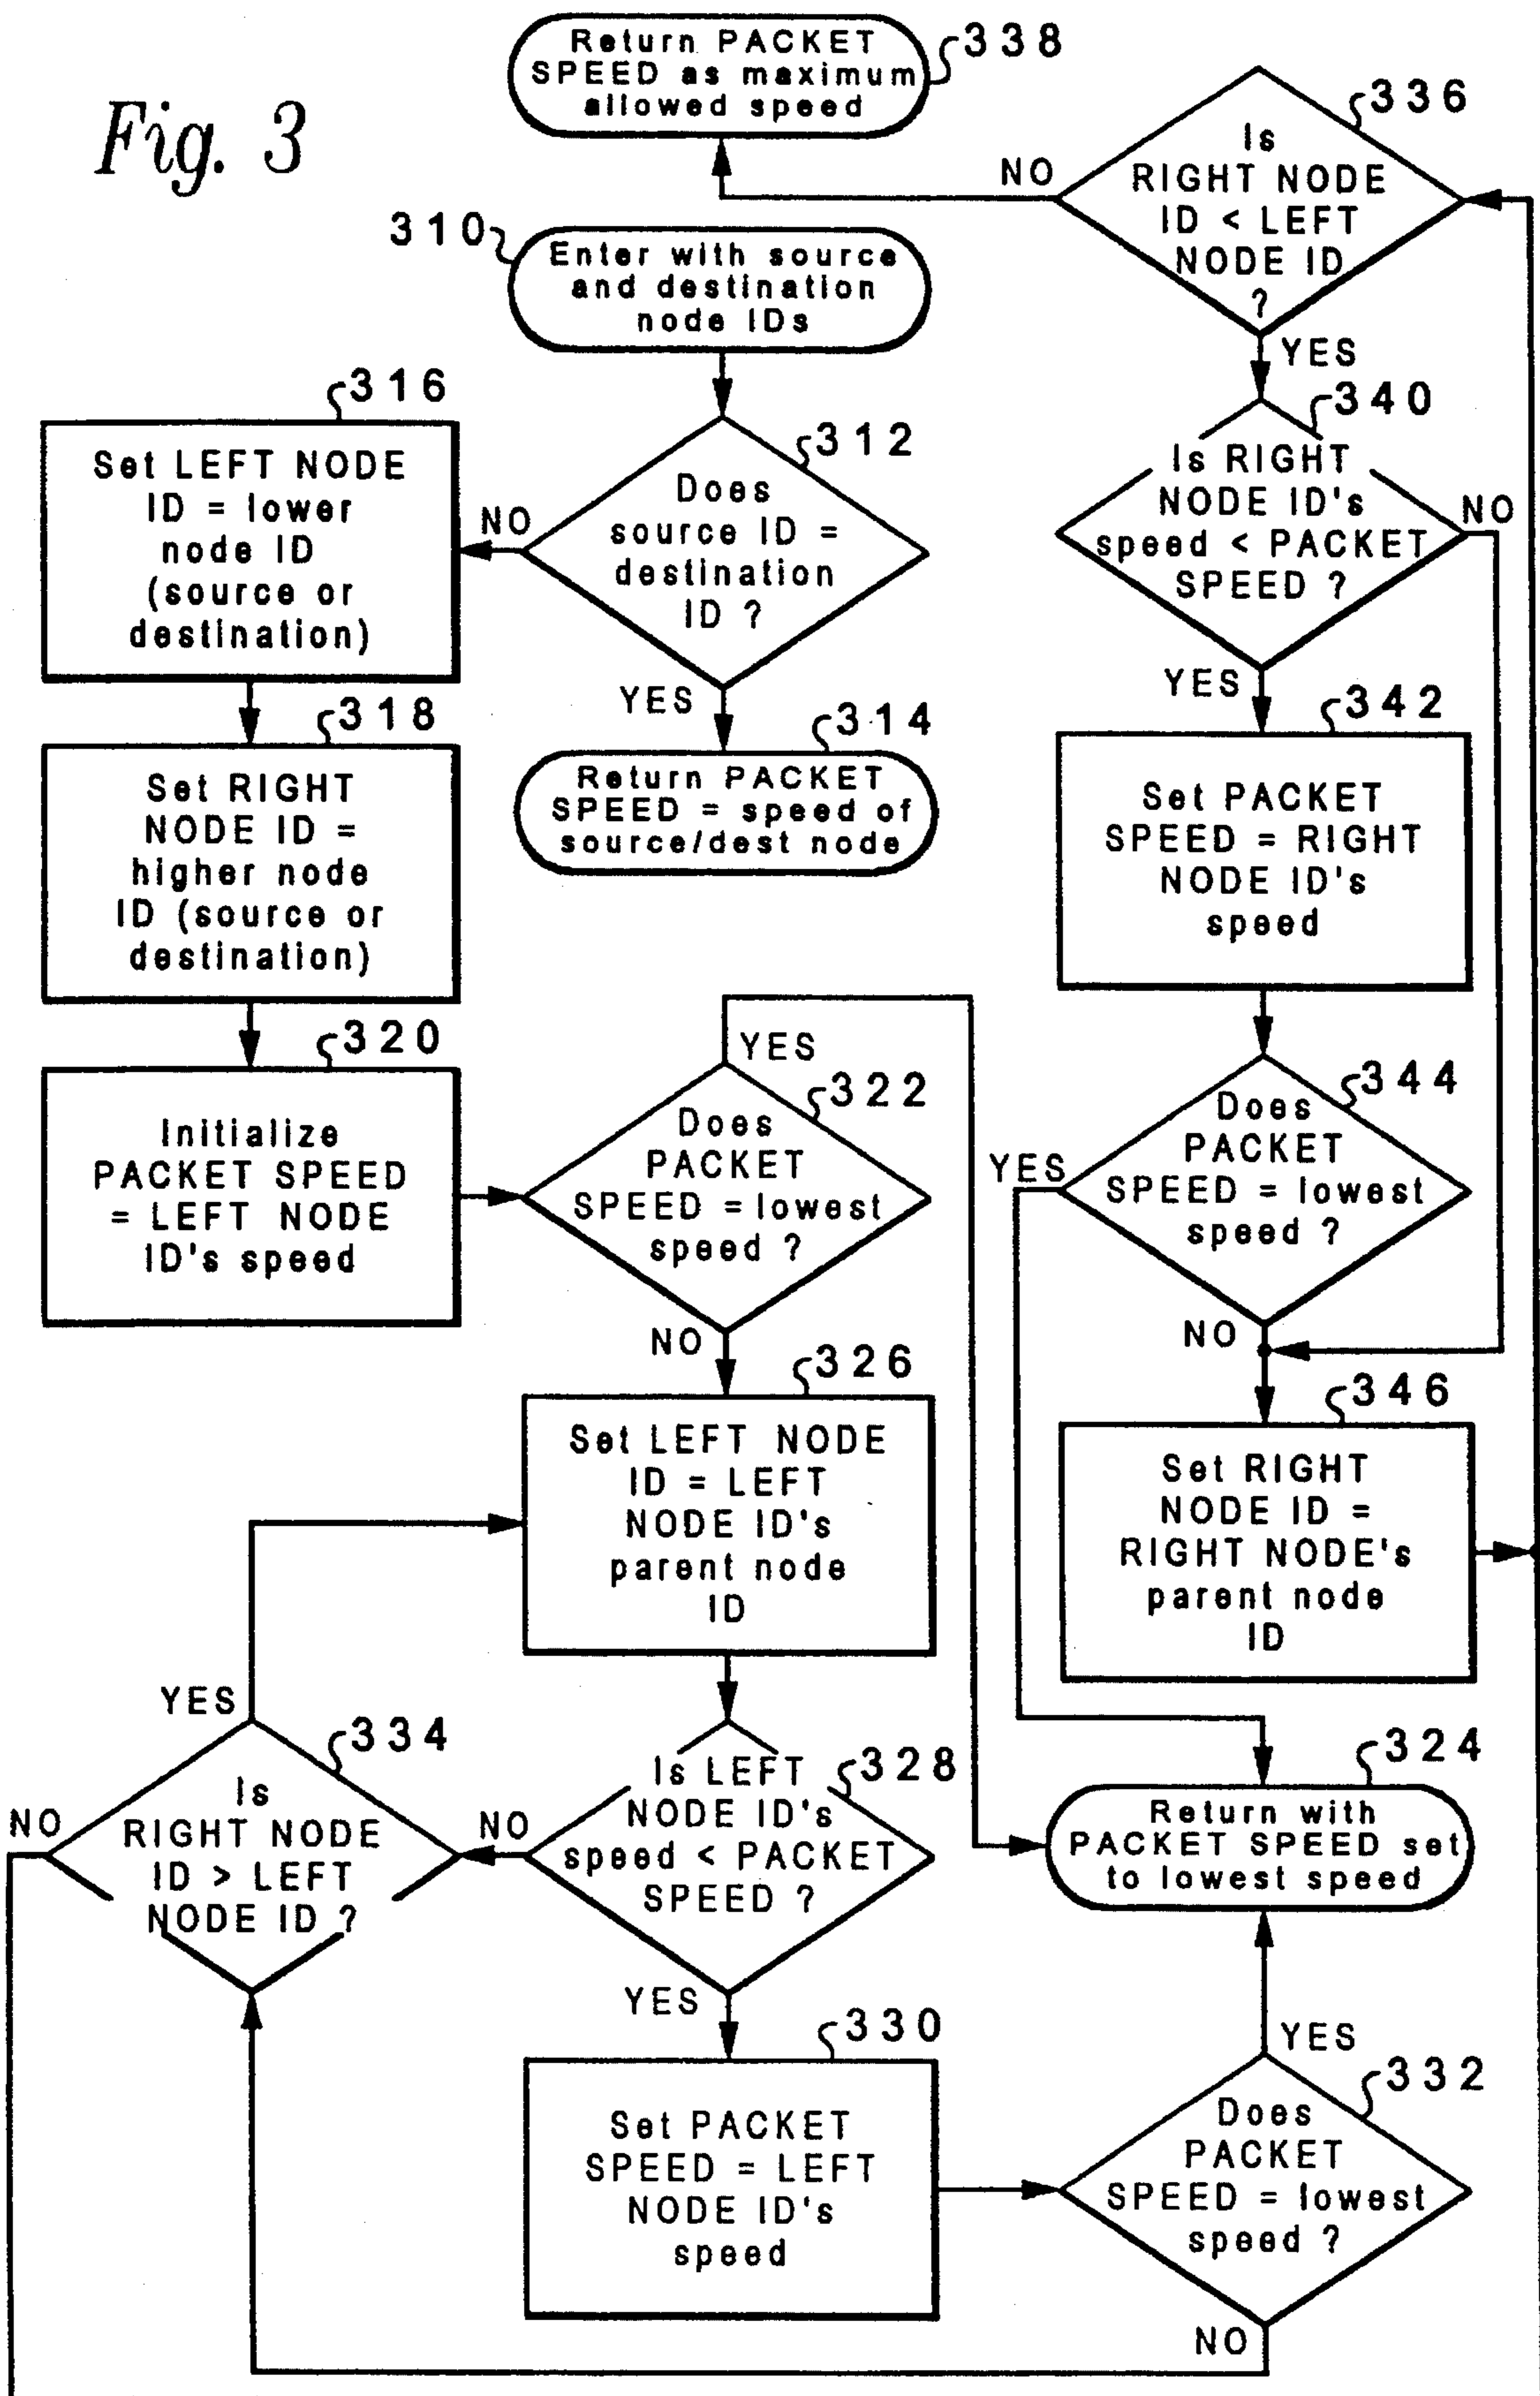 Fig. 3
Return PACKET
SPEED as maximum
allowed speed
338
336
Is
RIGHT NODE
ID < LEFT
NODE ID
?
NO
YES
310
Enter with source
and destination
node IDs
312
Does
source ID =
destination
ID ?
NO
YES
314
Return PACKET
SPEED = speed of
source/dest node
316
Set LEFT NODE
ID = lower
node ID
(source or
destination)
318
Set RIGHT
NODE ID =
higher node
ID (source or
destination)
320
Initialize
PACKET SPEED
= LEFT NODE
ID's speed
322
Does
PACKET
SPEED = lowest
speed ?
YES
NO
326
Set LEFT NODE
ID = LEFT
NODE ID's
parent node
ID
328
Is LEFT
NODE ID's
speed < PACKET
SPEED ?
NO
YES
334
Is
RIGHT NODE
ID > LEFT
NODE ID ?
YES
NO
330
Set PACKET
SPEED = LEFT
NODE ID's
speed
332
Does
PACKET
SPEED = lowest
speed ?
YES
NO
324
Return with
PACKET SPEED set
to lowest speed
340
Is RIGHT
NODE ID's
speed < PACKET
SPEED ?
NO
YES
342
Set PACKET
SPEED = RIGHT
NODE ID's
speed
344
Does
PACKET
SPEED = lowest
speed ?
YES
NO
346
Set RIGHT
NODE ID =
RIGHT NODE's
parent node
ID